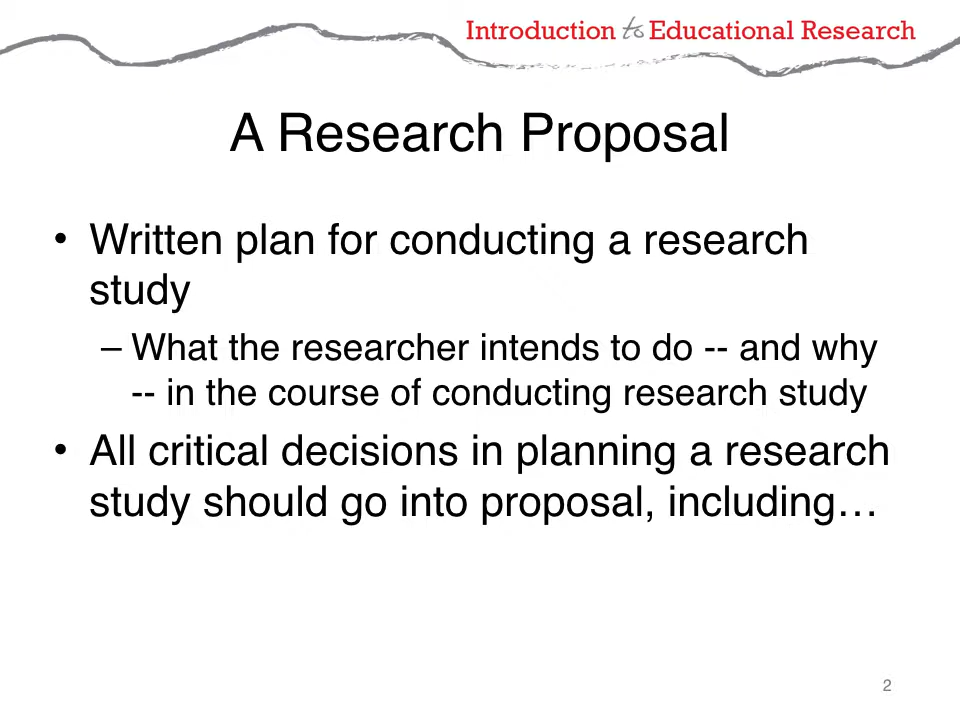 Introduction to Educational Research
A Research Proposal
• Written plan for conducting a research
study
– What the researcher intends to do -- and why
-- in the course of conducting research study
• All critical decisions in planning a research
study should go into proposal, including…
2